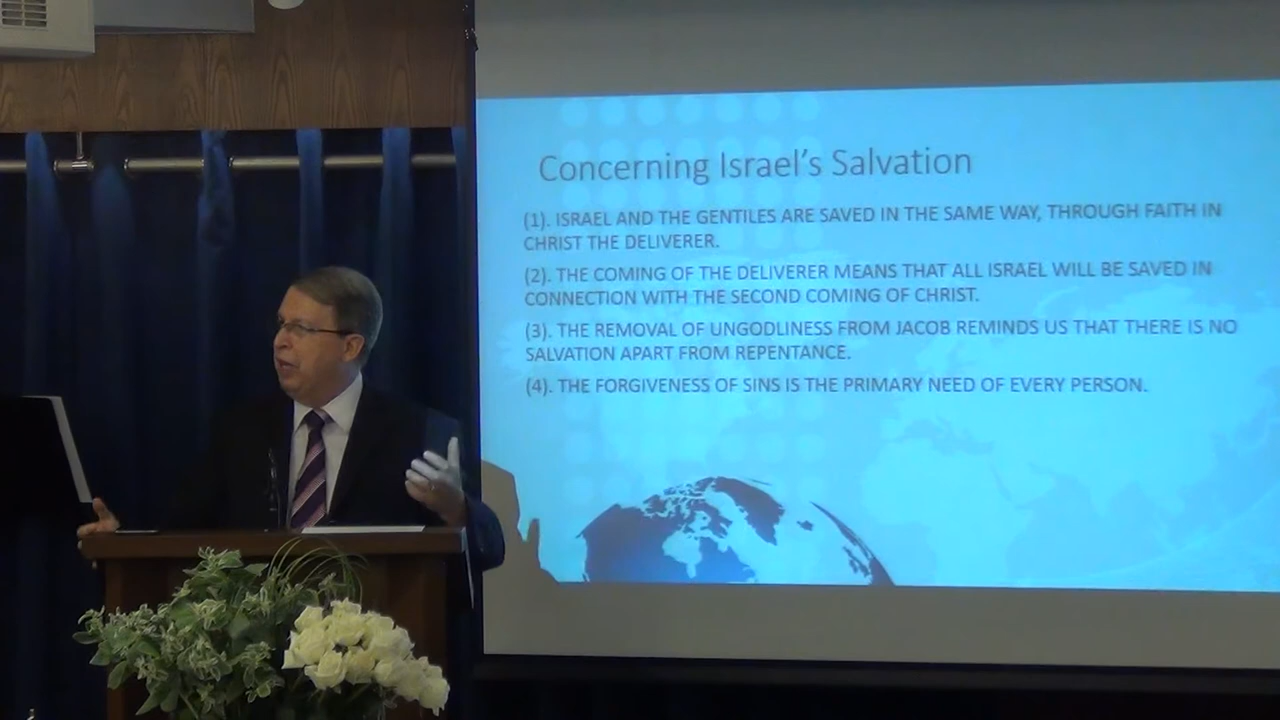 Concerning Israel's Salvation
(1). ISRAEL AND THE GENTILES ARE SAVED IN THE SAME WAY, THROUGH FAITH IN
CHRIST THE DELIVERER.
(2). THE COMING OF THE DELIVERER MEANS THAT ALL ISRAEL WILL BE SAVED IN
CONNECTION WITH THE SECOND COMING OF CHRIST.
(3). THE REMOVAL OF UNGODLINESS FROM JACOB REMINDS US THAT THERE IS NO
SALVATION APART FROM REPENTANCE.
(4). THE FORGIVENESS OF SINS IS THE PRIMARY NEED OF EVERY PERSON.